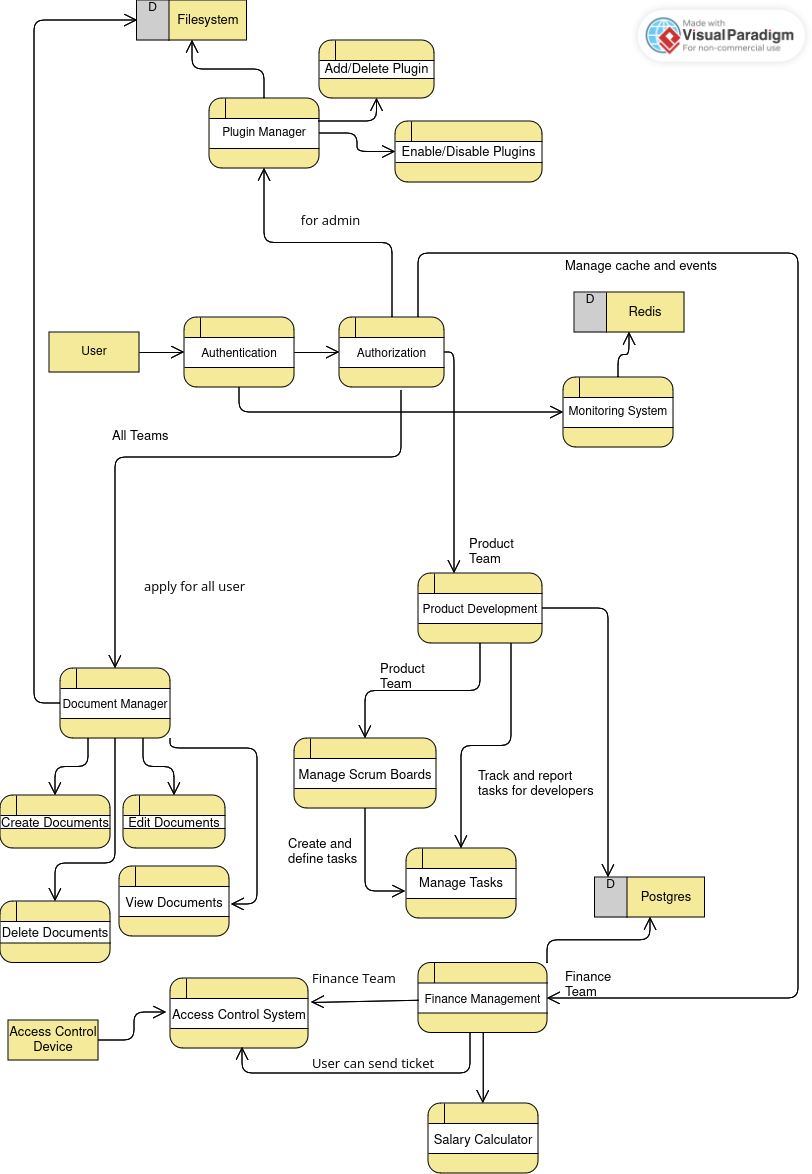 D
Filesystem
Made with
VisualParadigm
For non-commercial use
Add/Delete Plugin
Plugin Manager
Enable/Disable Plugins
for admin
Manage cache and events
D
Redis
User
Authentication
Authorization
Monitoring System
All Teams
Product
Team
apply for all user
Product Development
Product
Team
Document Manager
Manage Scrum Boards
Track and report
tasks for developers
Create Documents
Edit Documents
Create and
define tasks
Manage Tasks
D
Postgres
View Documents
Delete Documents
Finance Team
Finance
Team
Finance Management
Access Control System
Access Control
Device
User can send ticket
Salary Calculator